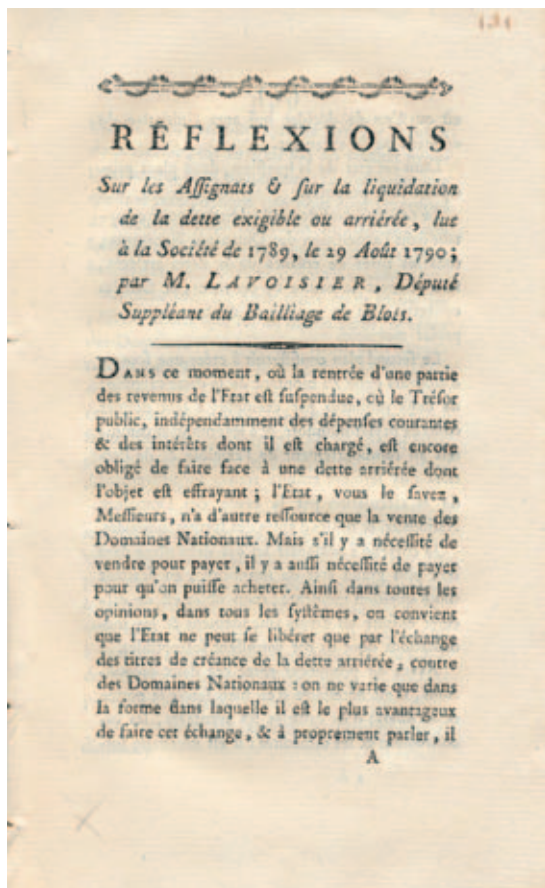 131
RÉFLEXIONS
Sur les Aſſignats & ſur la liquidation
de la dette exigible ou arriérée, lue
à la Société de 1789, le 29 Août 1790;
par M. LAVOISIER, Député
Suppléant du Bailliage de Blois.
DANS ce moment, où la rentrée d'une partie
des revenus de l'Etat eſt ſuſpendue, où le Tréſor
public, indépendamment des dépenſes courantes
& des intérêts dont il eſt chargé, eſt encore
obligé de faire face à une dette arriérée dont
l'objet eſt effrayant; l'Etat, vous le ſavez,
Meſſieurs, n'a d'autre reſſource que la vente des
Domaines Nationaux. Mais s'il y a néceſſité de
vendre pour payer, il y a auſſi néceſſité de payer
pour qu'on puiſſe acheter. Ainſi dans toutes les
opinions, dans tous les ſyſtêmes, on convient
que l'Etat ne peut ſe libérer que par l'échange
des titres de créance de la dette arriérée, contre
des Domaines Nationaux : on ne varie que dans
la forme dans laquelle il eſt le plus avantageux
de faire cet échange, & à proprement parler, il
A